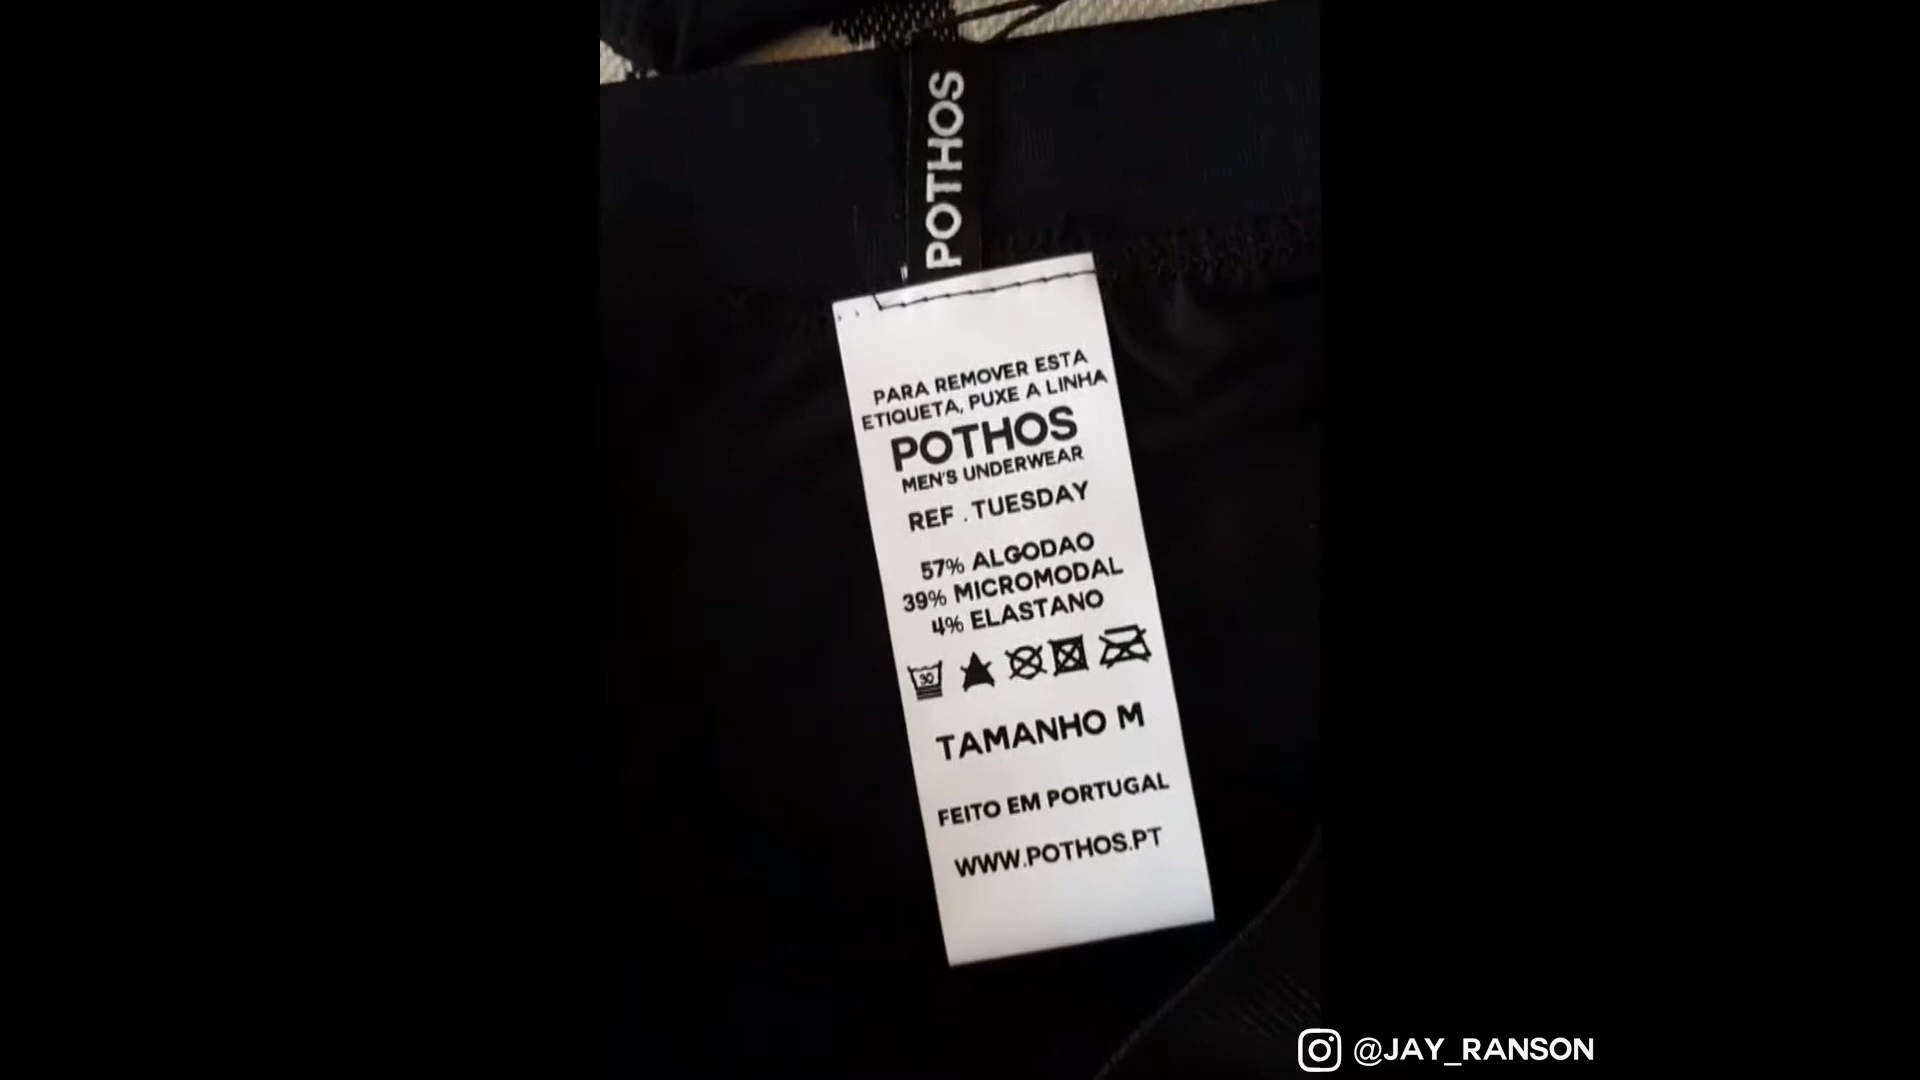 POTHOS
PARA REMOVER ESTA
ETIQUETA, PUXE A LINHA
POTHOS
MEN'S UNDERWEAR
REF . TUESDAY
57% ALGODAO
39% MICROMODAL
4% ELASTANO
30
TAMANHO M
FEITO EM PORTUGAL
WWW.POTHOS.PT
@JAY_RANSON